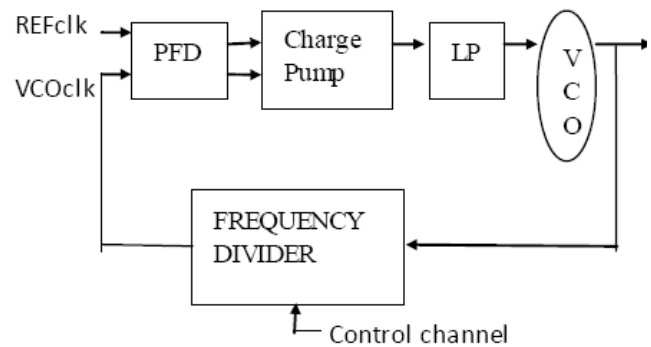 REFclk
VCOclk
PFD
Charge
Pump
LP
V
C
O
FREQUENCY
DIVIDER
Control channel